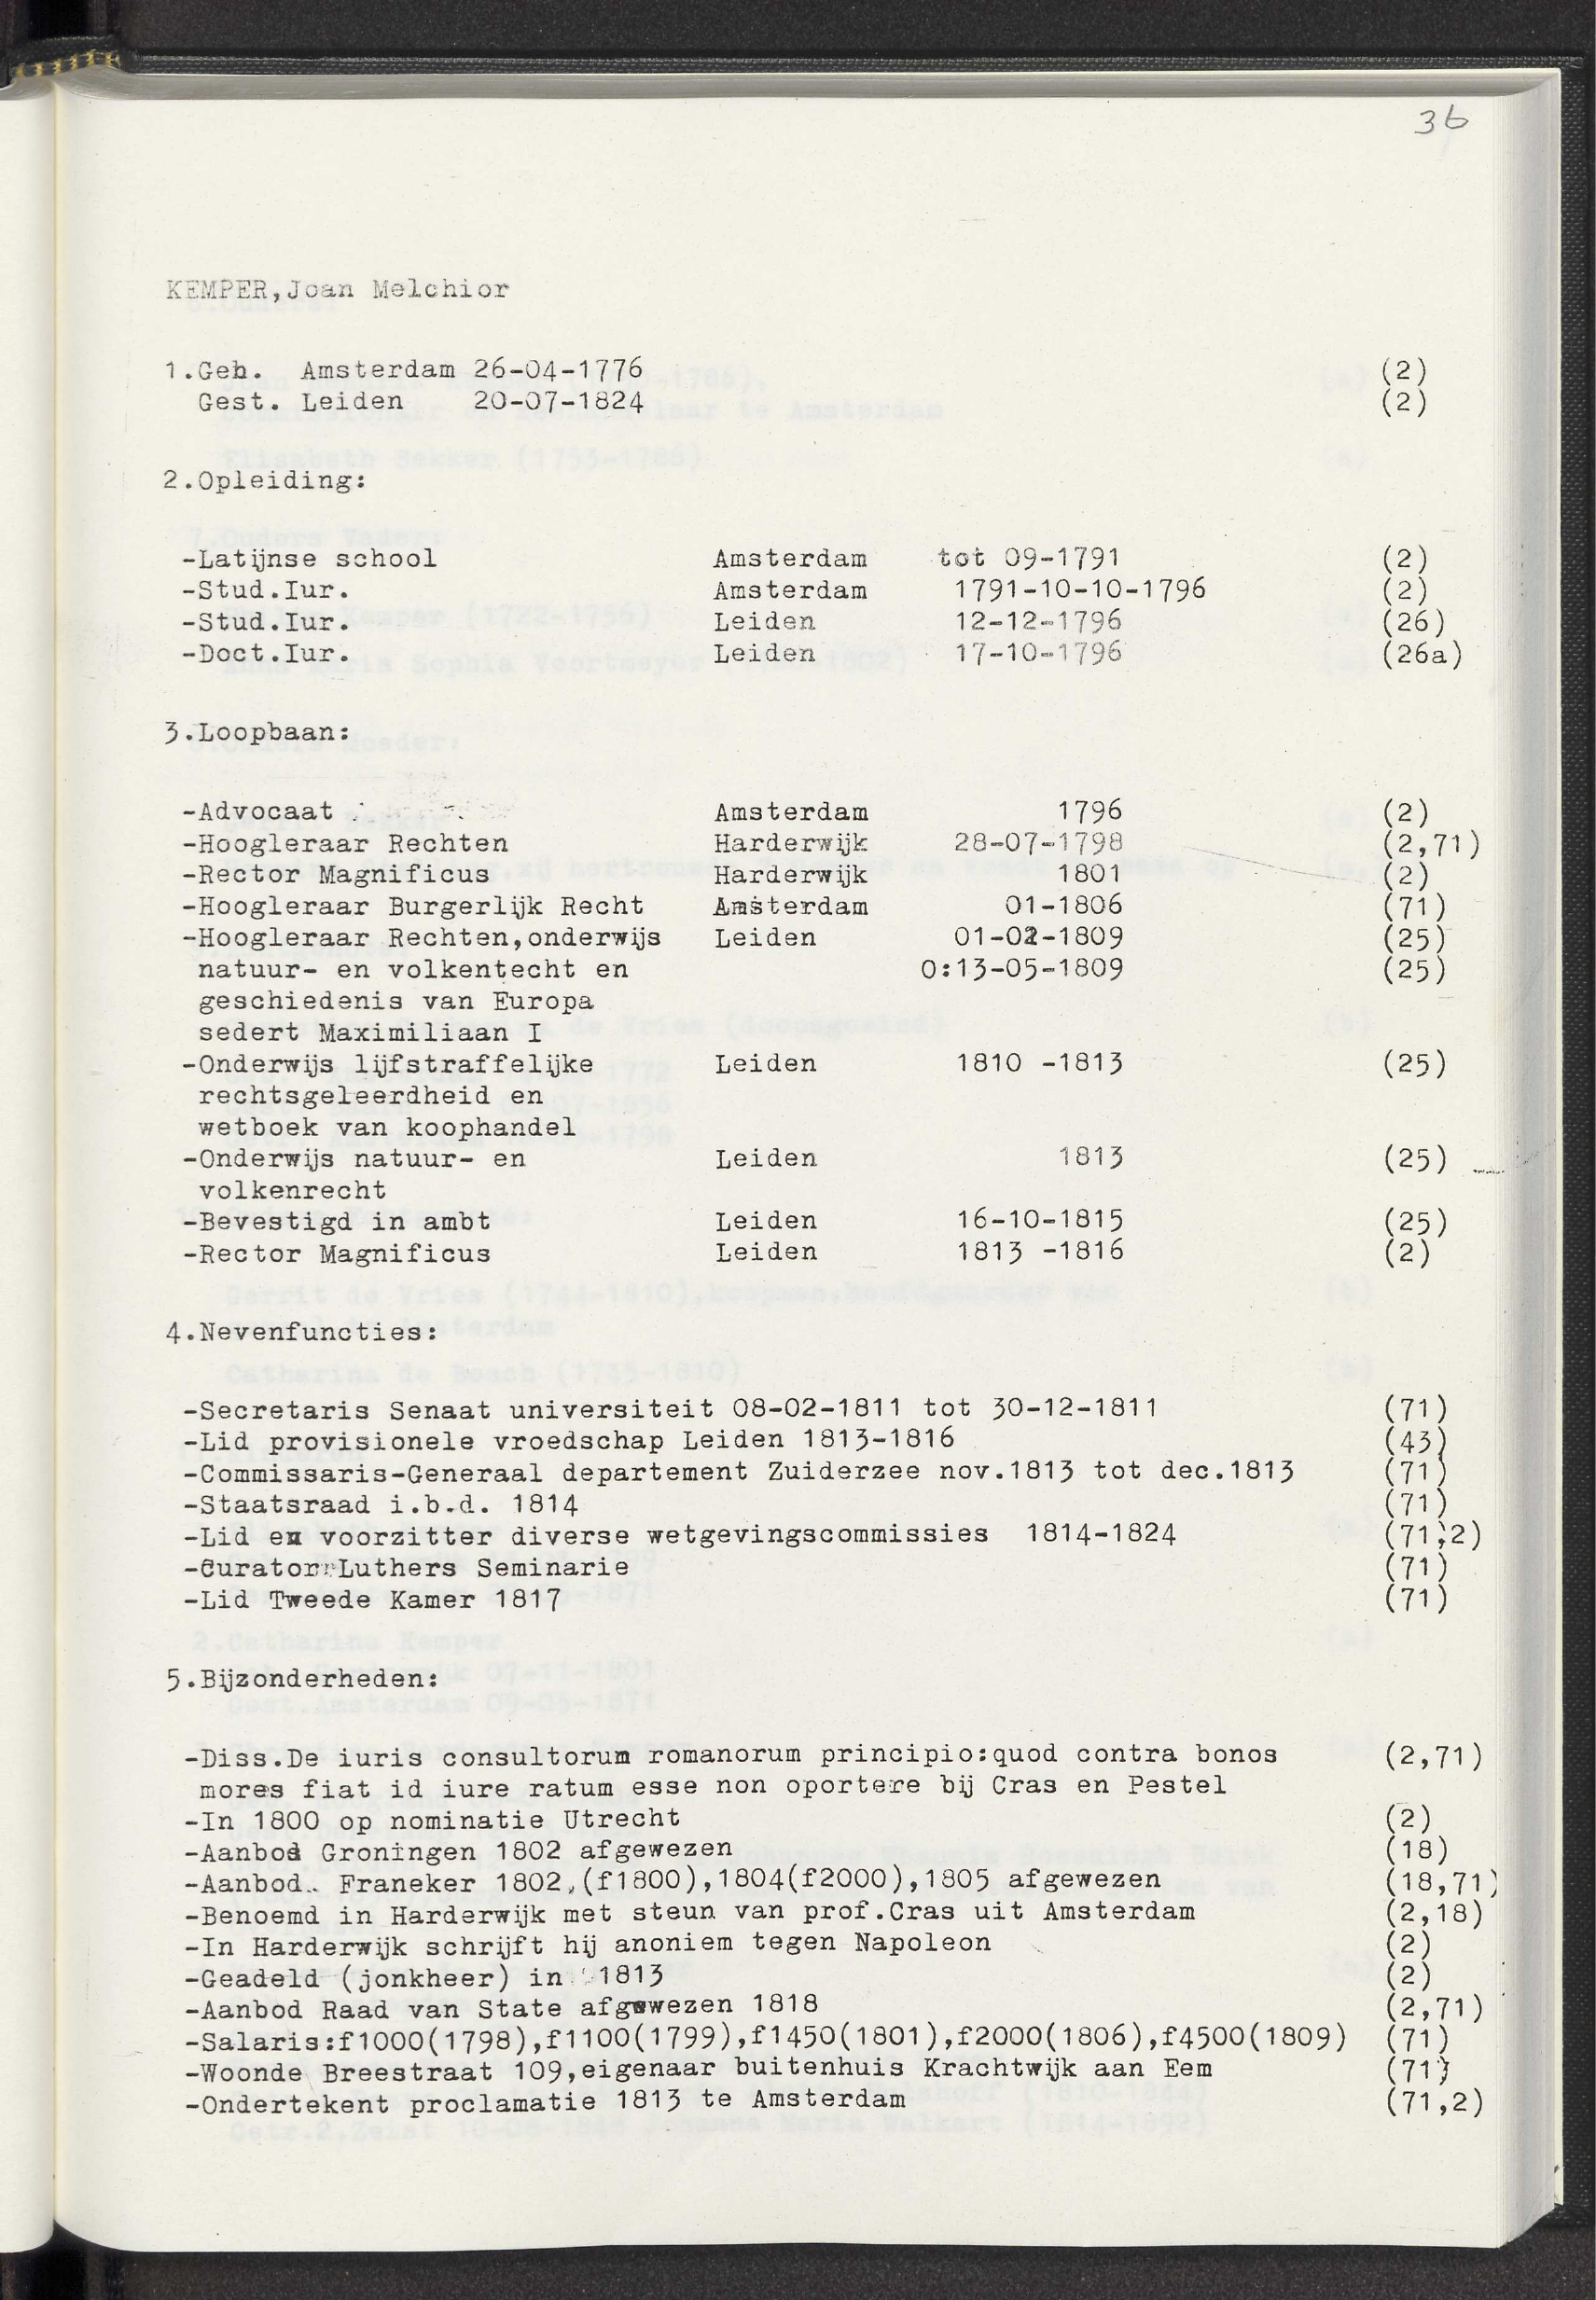 36
KEMPER,Joan Melchior
1.Geb. Amsterdam 26-04-1776 (2)
Gest. Leiden 20-07-1824 (2)
2.Opleiding:
-Latijnse school Amsterdam tot 09-1791 (2)
-Stud.Iur. Amsterdam 1791-10-10-1796 (2)
-Stud.Iur. Leiden 12-12-1796 (26)
-Doct.Iur. Leiden 17-10-1796 (26a)
3.Loopbaan:
-Advocaat Amsterdam 1796 (2)
-Hoogleraar Rechten Harderwijk 28-07-1798 (2,71)
-Rector Magnificus Harderwijk 1801 (2)
-Hoogleraar Burgerlijk Recht Amsterdam 01-1806 (71)
-Hoogleraar Rechten,onderwijs Leiden 01-02-1809 (25)
natuur- en volkentecht en 0:13-05-1809 (25)
geschiedenis van Europa
sedert Maximiliaan I
-Onderwijs lijfstraffelijke Leiden 1810 -1813 (25)
rechtsgeleerdheid en
wetboek van koophandel
-Onderwijs natuur- en Leiden 1813 (25)
volkenrecht
-Bevestigd in ambt Leiden 16-10-1815 (25)
-Rector Magnificus Leiden 1813 -1816 (2)
4.Nevenfuncties:
-Secretaris Senaat universiteit 08-02-1811 tot 30-12-1811 (71)
-Lid provisionele vroedschap Leiden 1813-1816 (43)
-Commissaris-Generaal departement Zuiderzee nov.1813 tot dec.1813 (71)
-Staatsraad i.b.d. 1814 (71)
-Lid en voorzitter diverse wetgevingscommissies 1814-1824 (71,2)
-Curator Luthers Seminarie (71)
-Lid Tweede Kamer 1817 (71)
5.Bijzonderheden:
-Diss.De iuris consultorum romanorum principio:quod contra bonos (2,71)
mores fiat id iure ratum esse non oportere bij Cras en Pestel
-In 1800 op nominatie Utrecht (2)
-Aanbod Groningen 1802 afgewezen (18)
-Aanbod. Franeker 1802,(f1800),1804(f2000),1805 afgewezen (18,71)
-Benoemd in Harderwijk met steun van prof.Cras uit Amsterdam (2,18)
-In Harderwijk schrijft hij anoniem tegen Napoleon (2)
-Geadeld (jonkheer) in 1813 (2)
-Aanbod Raad van State afgewezen 1818 (2,71)
-Salaris:f1000(1798),f1100(1799),f1450(1801),f2000(1806),f4500(1809) (71)
-Woonde Breestraat 109,eigenaar buitenhuis Krachtwijk aan Eem (71)
-Ondertekent proclamatie 1813 te Amsterdam (71,2)